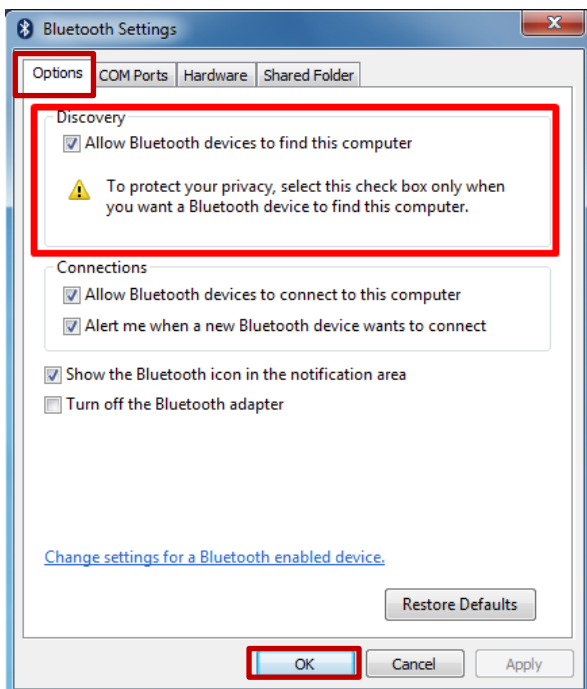 Bluetooth Settings
Options COM Ports Hardware Shared Folder
Discovery
Allow Bluetooth devices to find this computer
To protect your privacy, select this check box only when
you want a Bluetooth device to find this computer.
Connections
Allow Bluetooth devices to connect to this computer
Alert me when a new Bluetooth device wants to connect
Show the Bluetooth icon in the notification area
Turn off the Bluetooth adapter
Change settings for a Bluetooth enabled device.
Restore Defaults
OK Cancel Apply